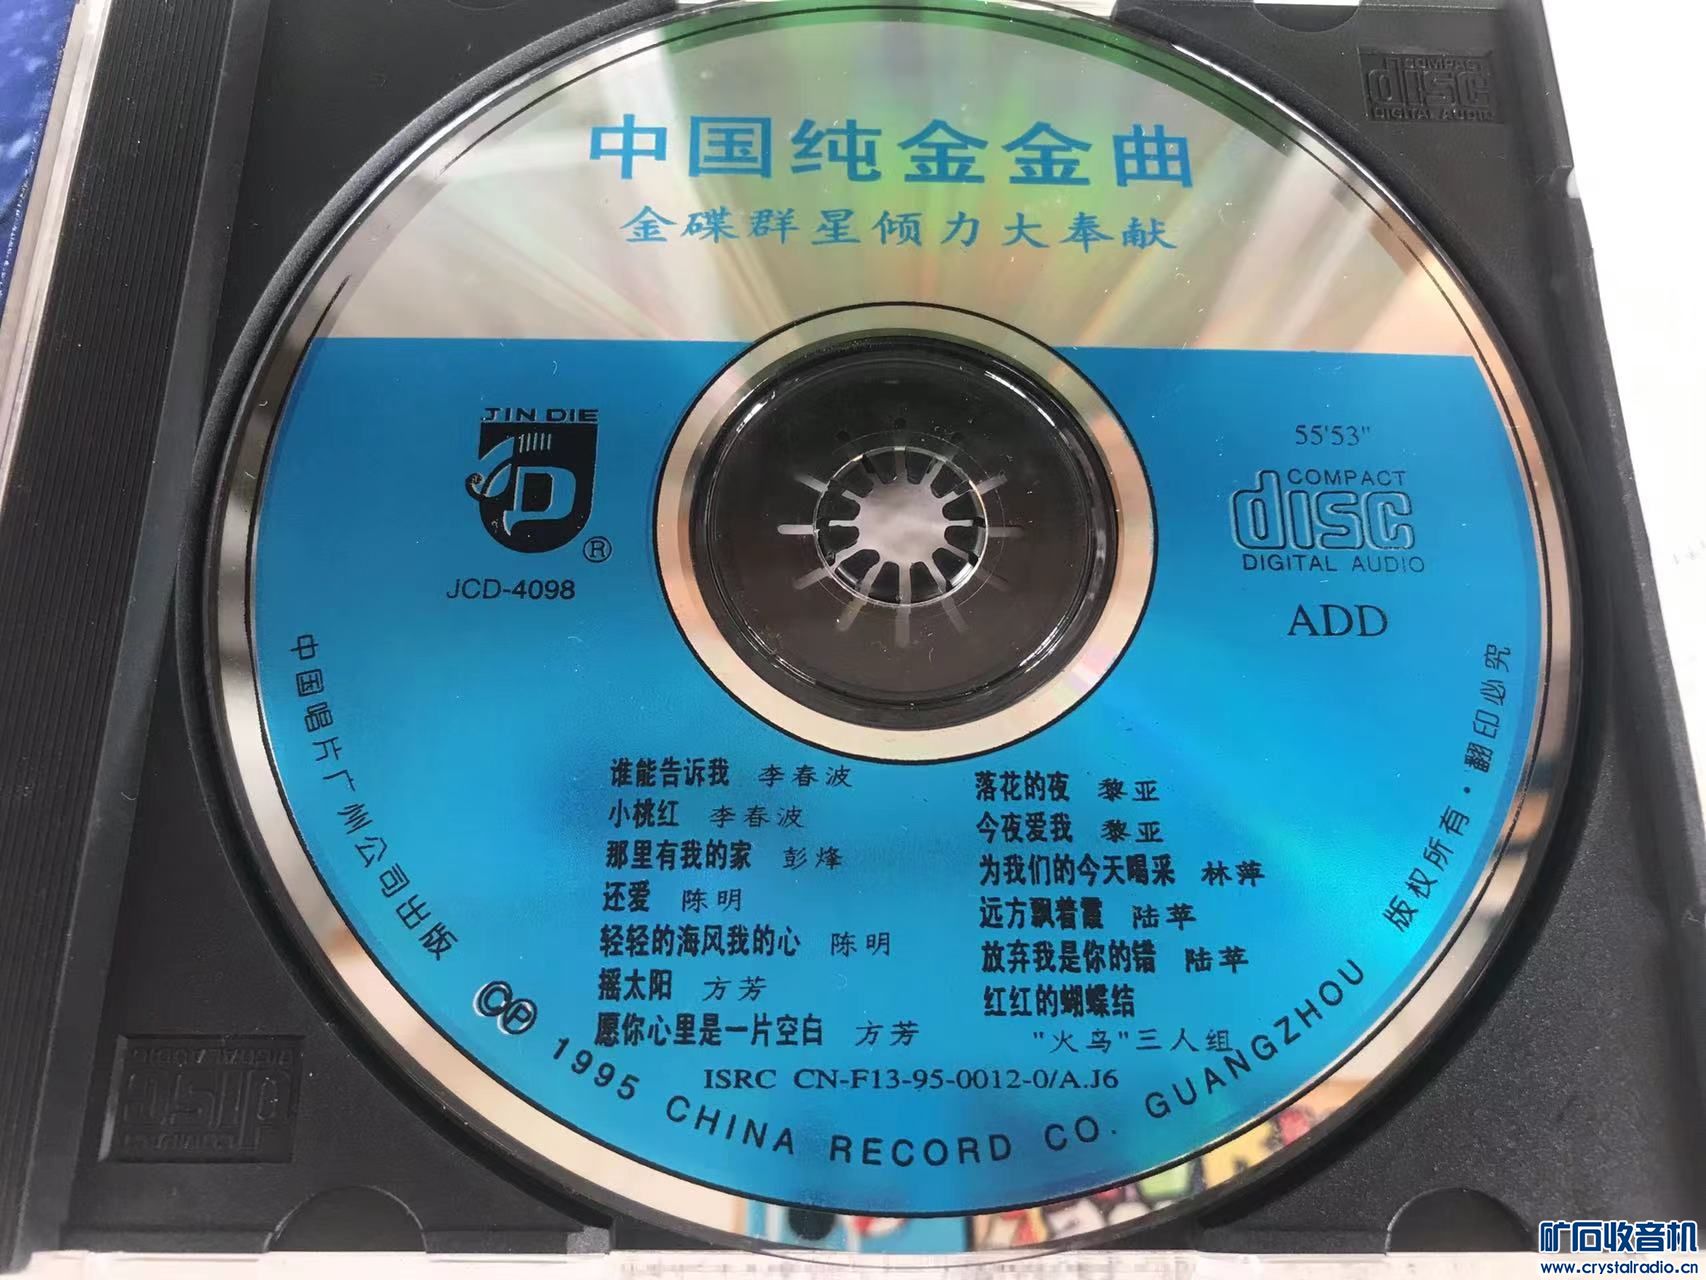 中国纯金金曲
金碟群星倾力大奉献
COMPACT
disc
DIGITAL AUDIO
JIN DIE
®
JCD-4098
55'53"
COMPACT
disc
DIGITAL AUDIO
ADD
谁能告诉我 李春波
小桃红 李春波
那里有我的家 彭烽
还爱 陈明
轻轻的海风我的心 陈明
摇太阳 方芳
愿你心里是一片空白 方芳
落花的夜 黎亚
今夜爱我 黎亚
为我们的今天喝采 林萍
远方飘着霞 陆苹
放弃我是你的错 陆苹
红红的蝴蝶结
"火鸟"三人组
ISRC CN-F13-95-0012-0/A.J6
中国唱片广州公司出版
©℗ 1995 CHINA RECORD CO. GUANGZHOU
版权所有·翻印必究
矿石收音机
www.crystalradio.cn